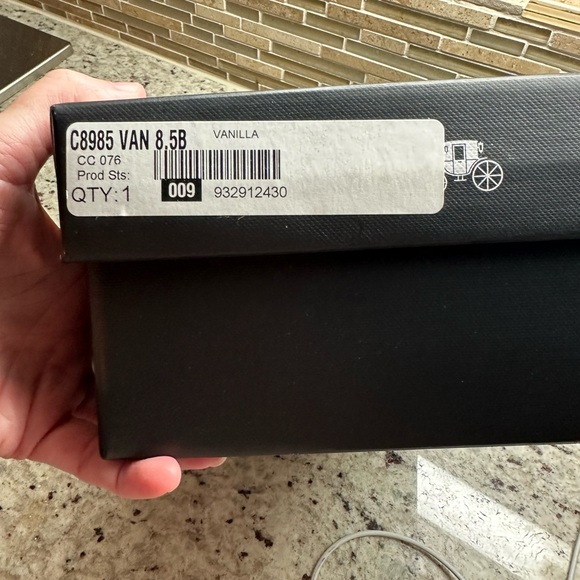 C8985 VAN 8.5B VANILLA
CC 076
Prod Sts:
QTY: 1 009 932912430